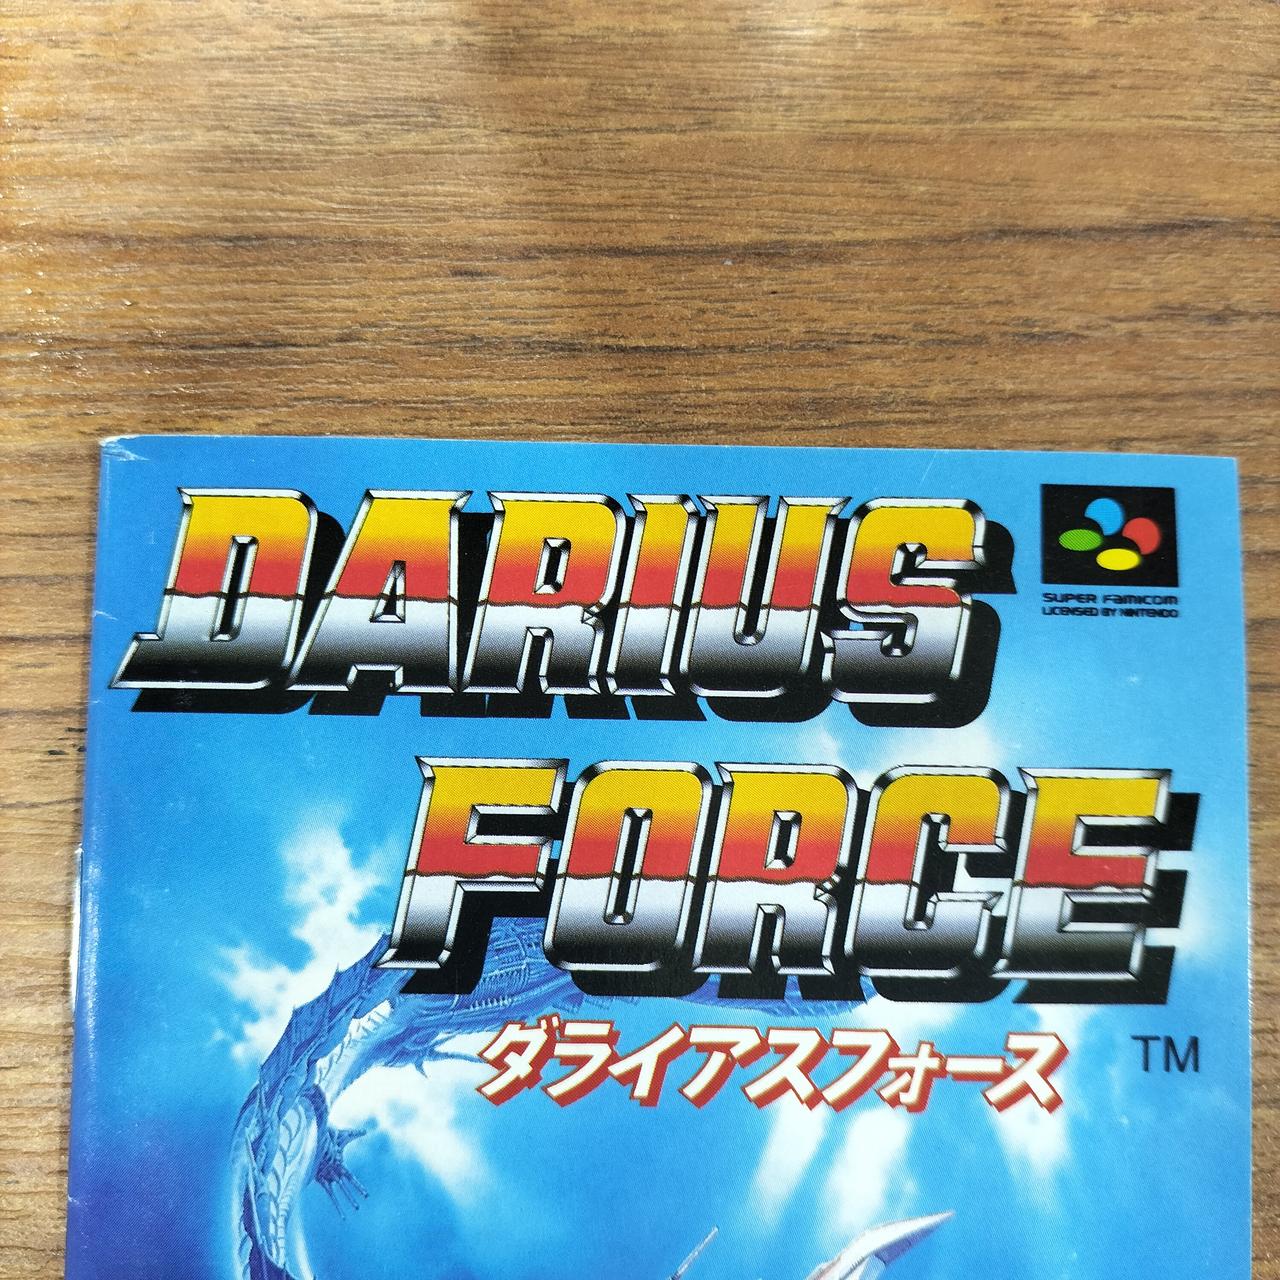 DARIUS
SUPER FAMICOM
LICENSED BY NINTENDO
FORCE
ダライアスフォース
TM